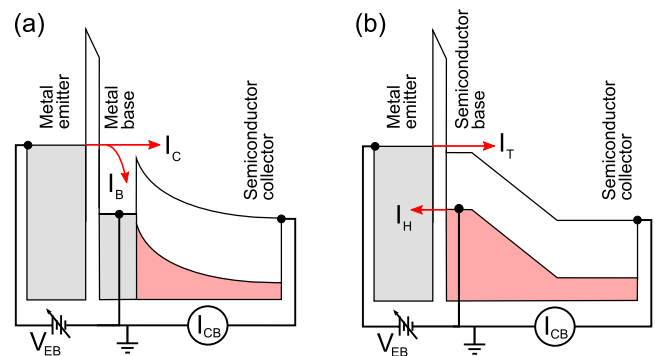 (a)
Metal
emitter
Metal
base
Semiconductor
collector
I_C
I_B
V_EB
I_CB
(b)
Metal emitter
Semiconductor
base
Semiconductor
collector
I_T
I_H
V_EB
I_CB